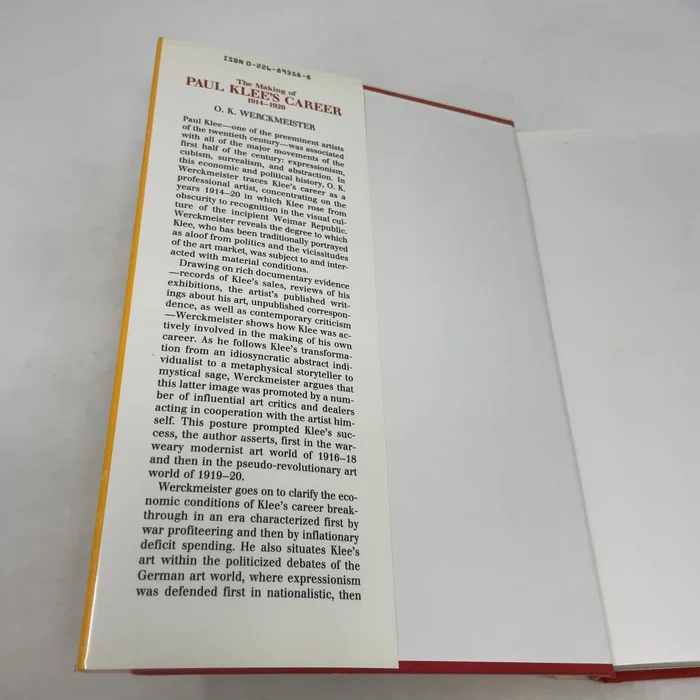 ISBN 0-226-89358-8
The Making of
PAUL KLEE'S CAREER
1914–1920
O. K. WERCKMEISTER
Paul Klee—one of the preeminent artists
of the twentieth century—was associated
with all of the major movements of the
first half of the century: expressionism,
cubism, surrealism, and abstraction. In
this economic and political history, O. K.
Werckmeister traces Klee's career as a
professional artist, concentrating on the
years 1914–20 in which Klee rose from
obscurity to recognition in the visual cul-
ture of the incipient Weimar Republic.
Werckmeister reveals the degree to which
Klee, who has been traditionally portrayed
as aloof from politics and the vicissitudes
of the art market, was subject to and inter-
acted with material conditions.
Drawing on rich documentary evidence
—records of Klee's sales, reviews of his
exhibitions, the artist's published writ-
ings about his art, unpublished correspon-
dence, as well as contemporary criticism
—Werckmeister shows how Klee was ac-
tively involved in the making of his own
career. As he follows Klee's transforma-
tion from an idiosyncratic abstract indi-
vidualist to a metaphysical storyteller to
mystical sage, Werckmeister argues that
this latter image was promoted by a num-
ber of influential art critics and dealers
acting in cooperation with the artist him-
self. This posture prompted Klee's suc-
cess, the author asserts, first in the war-
weary modernist art world of 1916–18
and then in the pseudo-revolutionary art
world of 1919–20.
Werckmeister goes on to clarify the eco-
nomic conditions of Klee's career break-
through in an era characterized first by
war profiteering and then by inflationary
deficit spending. He also situates Klee's
art within the politicized debates of the
German art world, where expressionism
was defended first in nationalistic, then